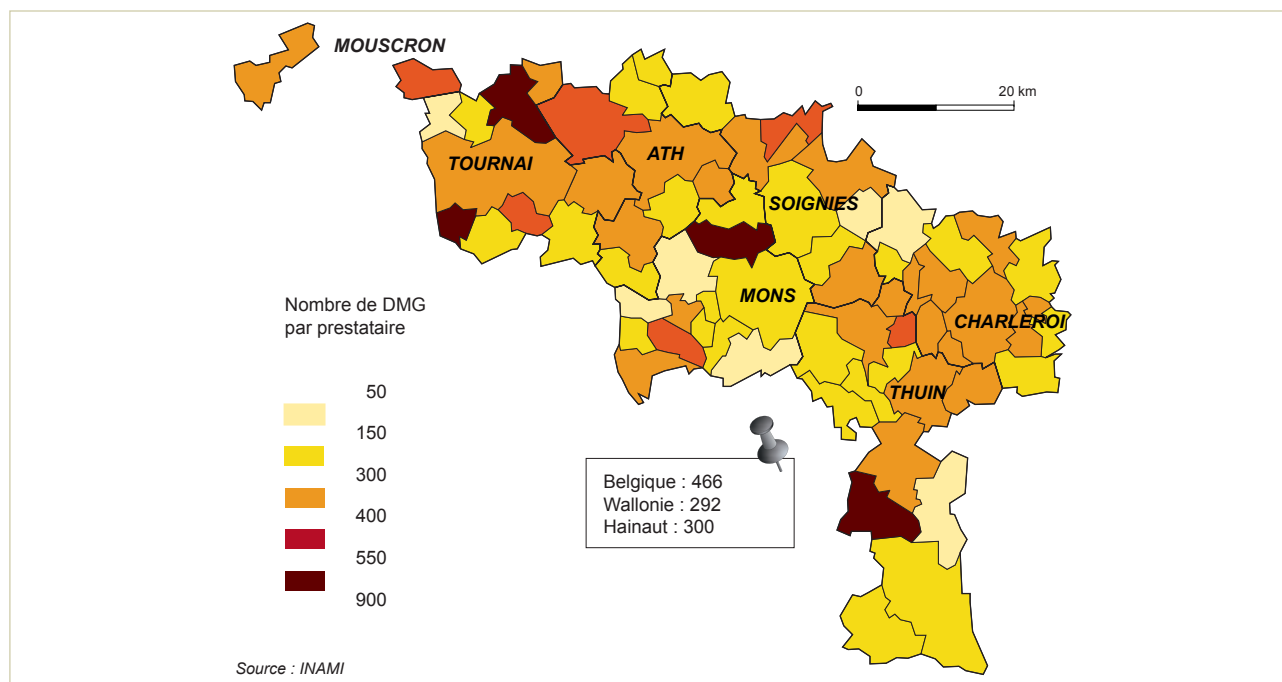 MOUSCRON
0 20 km
TOURNAI
ATH
SOIGNIES
MONS
CHARLEROI
THUIN
Nombre de DMG
par prestataire
50
150
300
400
550
900
Belgique : 466
Wallonie : 292
Hainaut : 300
Source : INAMI